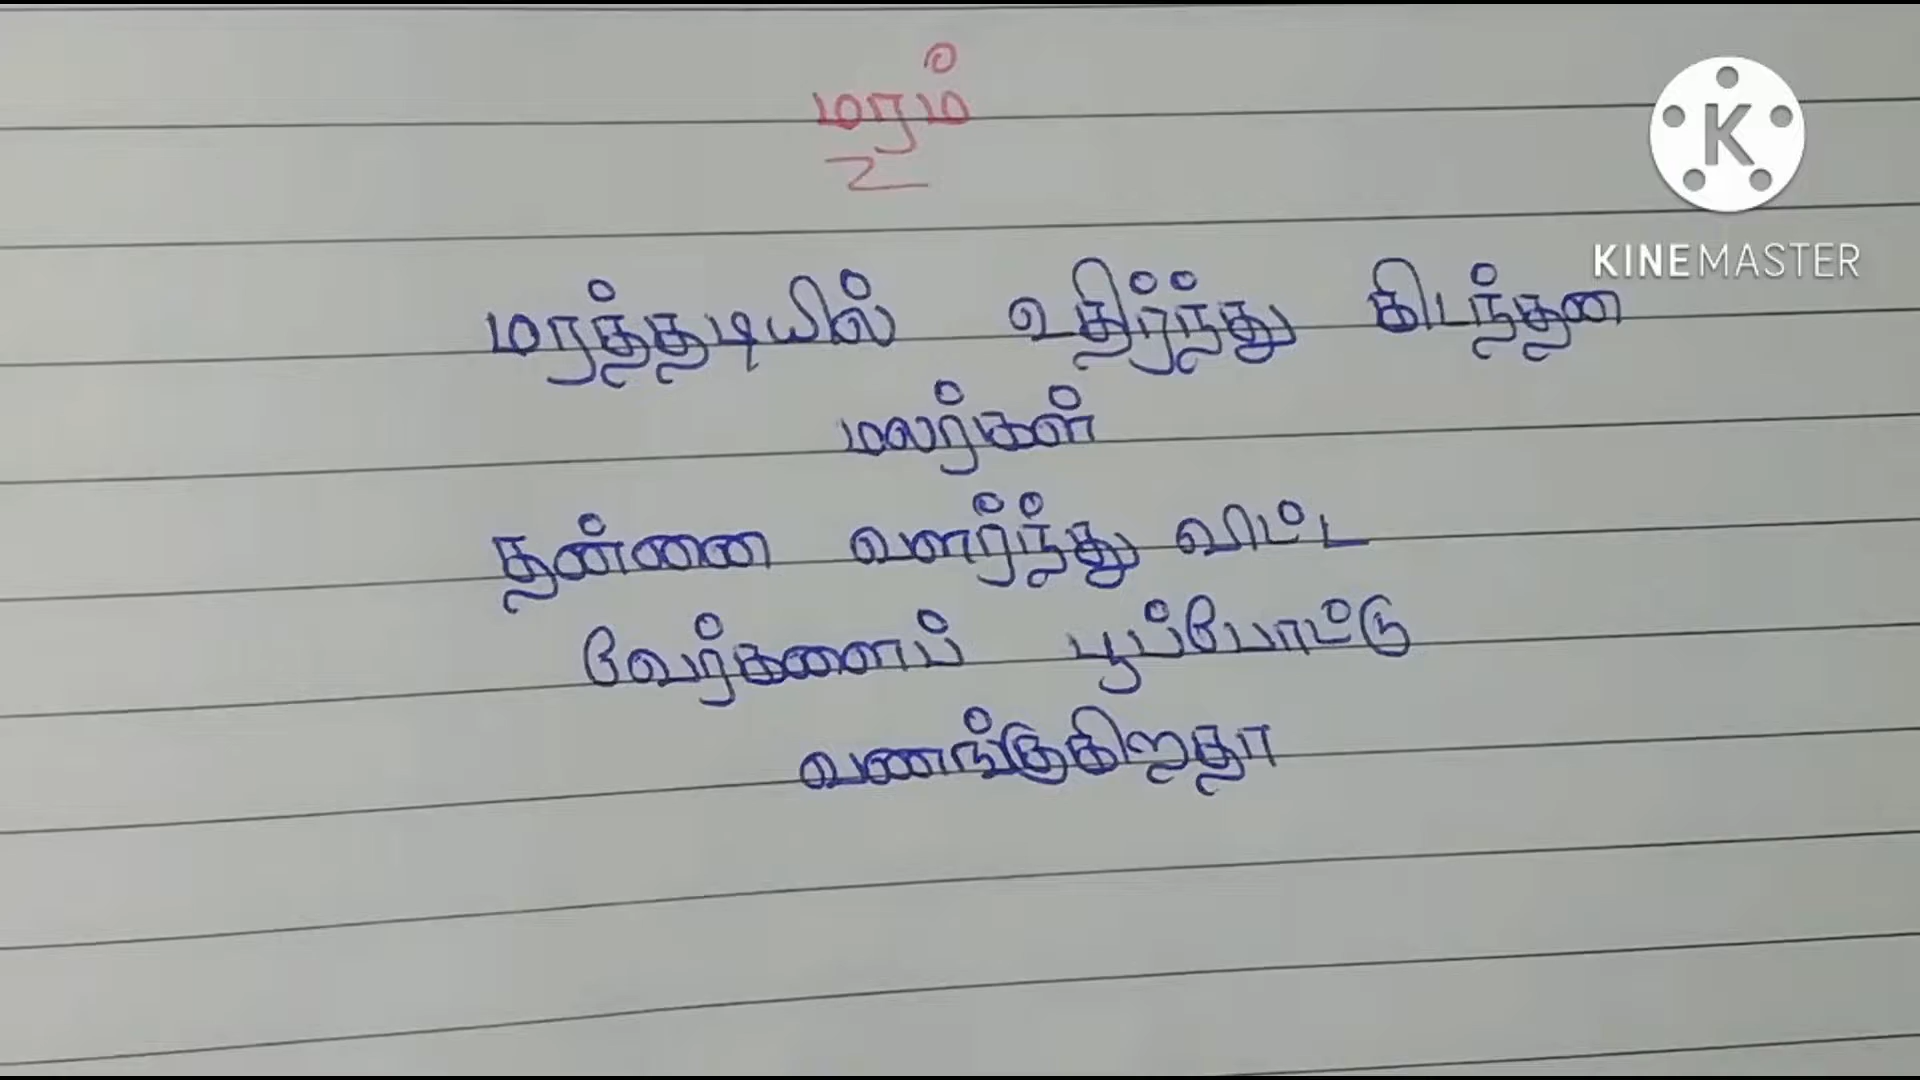 மரம்
KINEMASTER
மரத்தடியில் உதிர்ந்து கிடந்தன
மலர்கள்
தன்னை வளர்ந்து விட்ட
வேர்களைப் பூப்போட்டு
வணங்குகிறதா